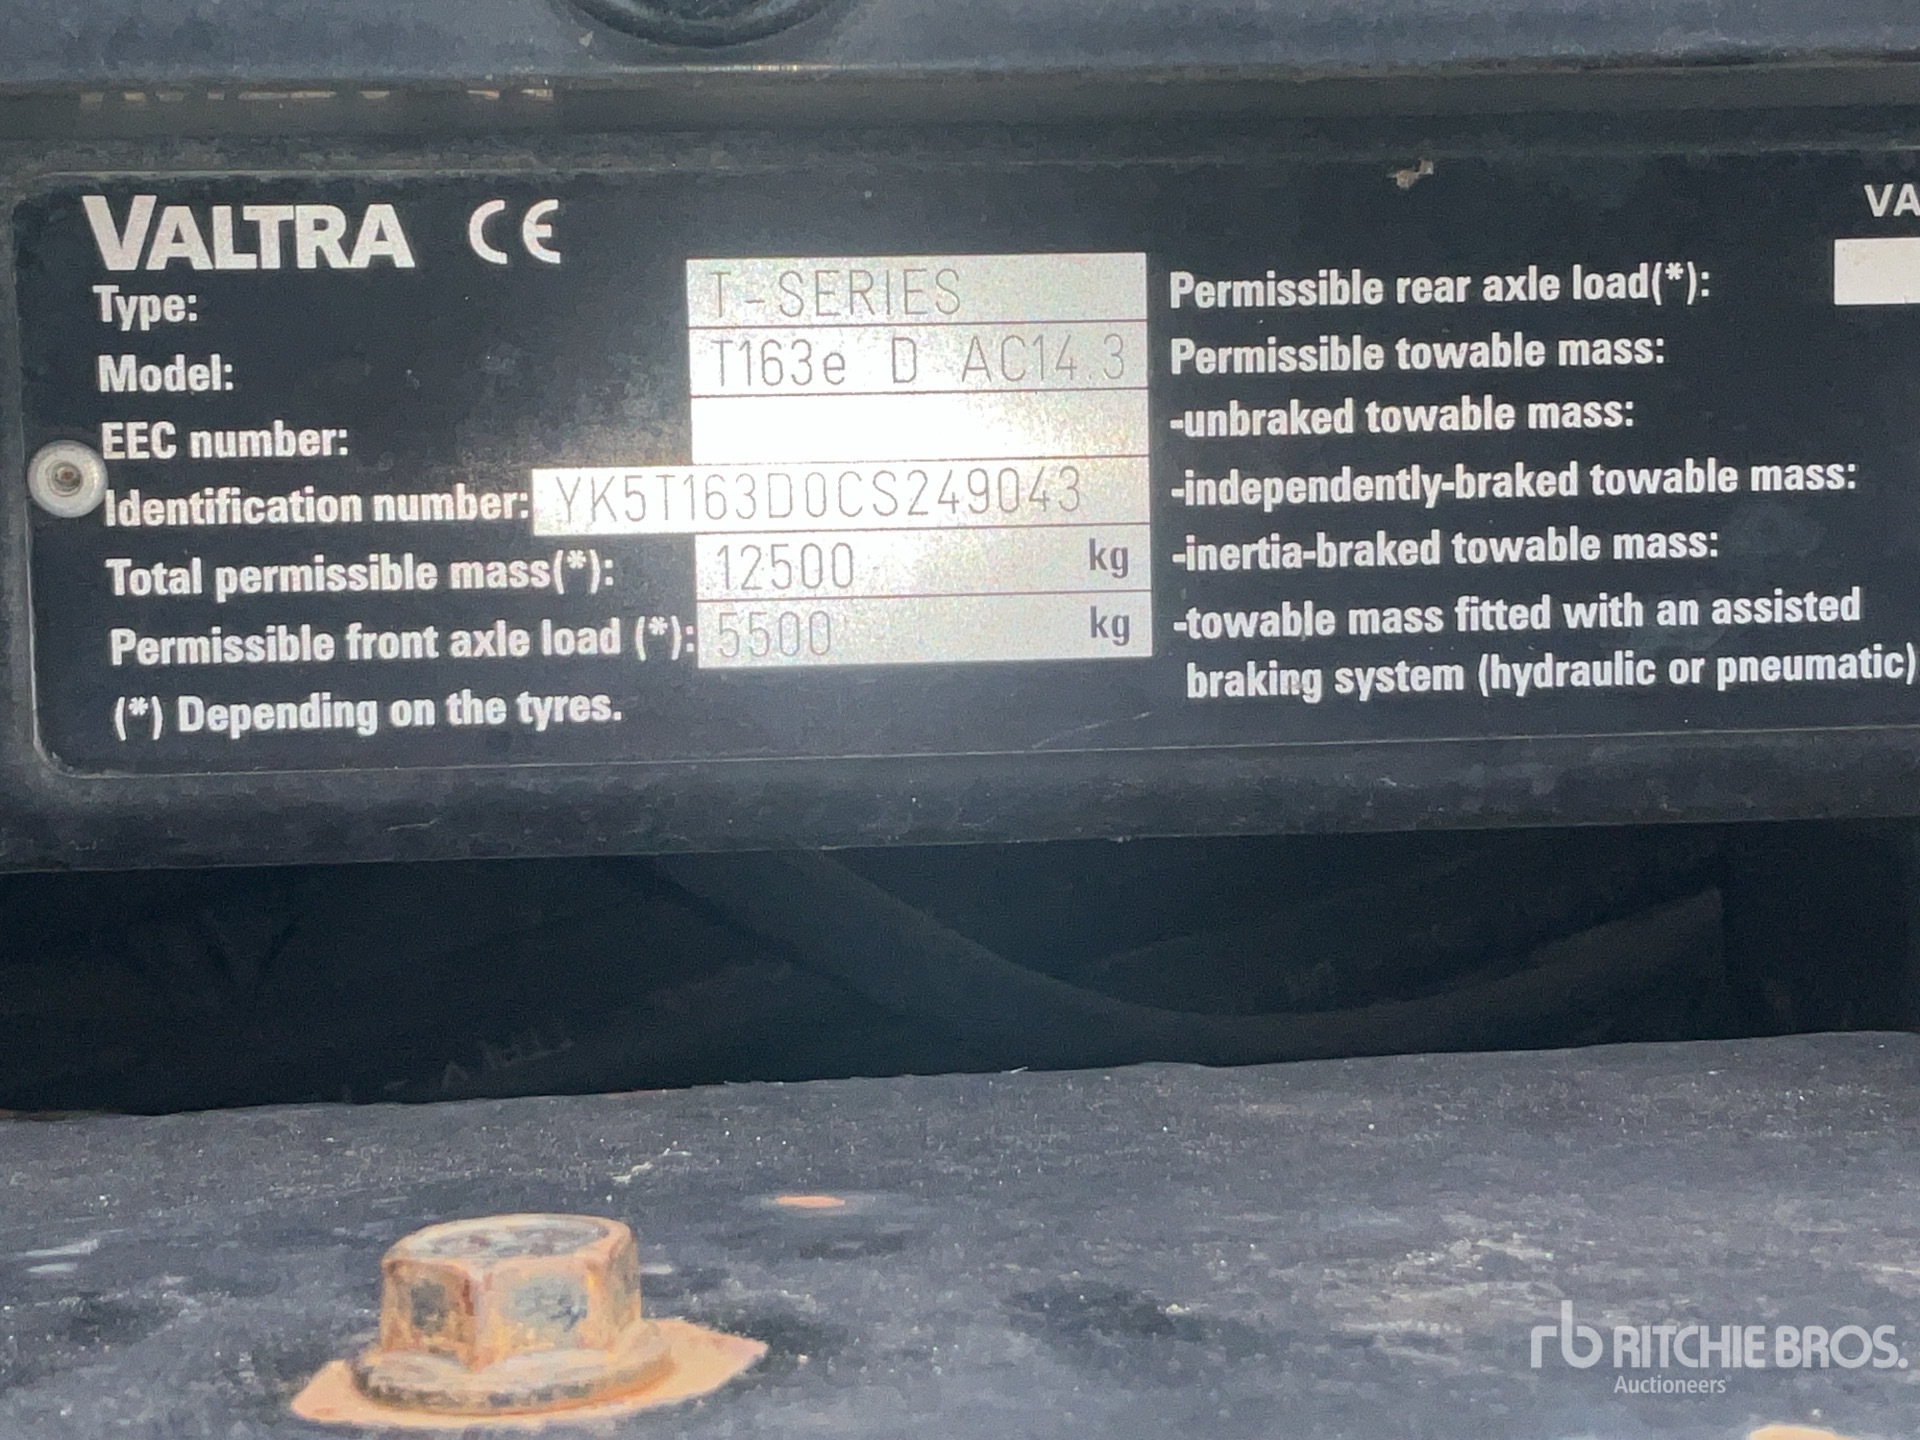 VALTRA CE
VA
Type: T-SERIES
Model: T163e D AC14.3
EEC number:
Identification number: YK5T163D0CS249043
Total permissible mass(*): 12500 kg
Permissible front axle load (*): 5500 kg
(*) Depending on the tyres.
Permissible rear axle load(*):
Permissible towable mass:
-unbraked towable mass:
-independently-braked towable mass:
-inertia-braked towable mass:
-towable mass fitted with an assisted
braking system (hydraulic or pneumatic)
rb RITCHIE BROS.
Auctioneers